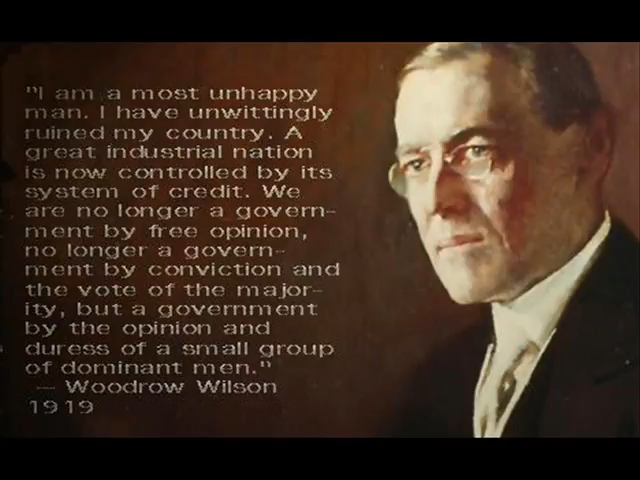 "I am a most unhappy
man. I have unwittingly
ruined my country. A
great industrial nation
is now controlled by its
system of credit. We
are no longer a govern-
ment by free opinion,
no longer a govern-
ment by conviction and
the vote of the major-
ity, but a government
by the opinion and
duress of a small group
of dominant men."
-- Woodrow Wilson
1919